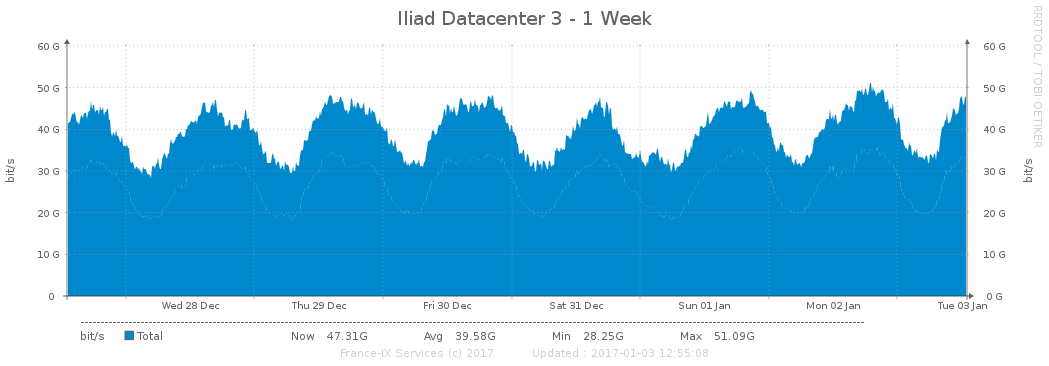 Iliad Datacenter 3 - 1 Week
RRDTOOL / TOBI OETIKER
60 G 60 G
50 G 50 G
40 G 40 G
30 G 30 G
20 G 20 G
10 G 10 G
0 0 G
bit/s bit/s
Wed 28 Dec Thu 29 Dec Fri 30 Dec Sat 31 Dec Sun 01 Jan Mon 02 Jan Tue 03 Jan
bit/s Total Now 47.31G Avg 39.58G Min 28.25G Max 51.09G
France-IX Services (c) 2017 Updated : 2017-01-03 12:55:08